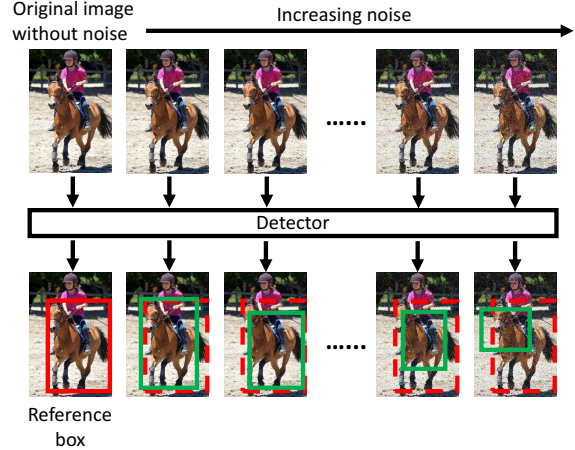 Original image
without noise
Increasing noise
......
Detector
......
Reference
box